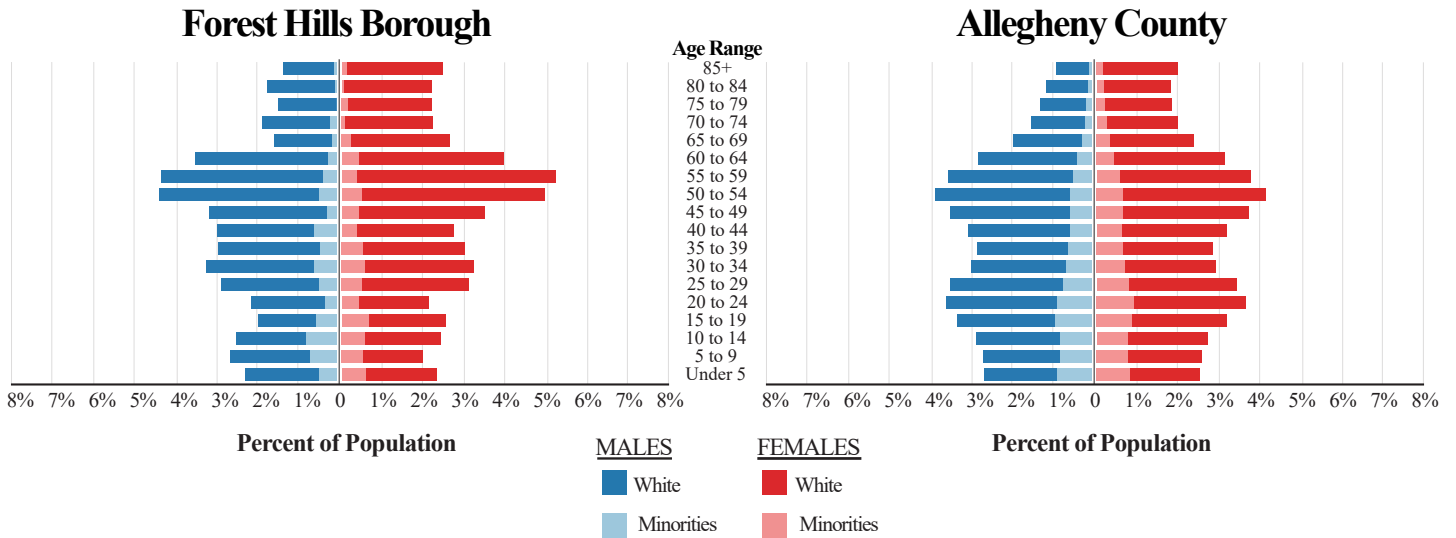 Forest Hills Borough
Allegheny County
Age Range
85+
80 to 84
75 to 79
70 to 74
65 to 69
60 to 64
55 to 59
50 to 54
45 to 49
40 to 44
35 to 39
30 to 34
25 to 29
20 to 24
15 to 19
10 to 14
5 to 9
Under 5
8% 7% 6% 5% 4% 3% 2% 1% 0 1% 2% 3% 4% 5% 6% 7% 8%
8% 7% 6% 5% 4% 3% 2% 1% 0 1% 2% 3% 4% 5% 6% 7% 8%
Percent of Population
Percent of Population
MALES
White
Minorities
FEMALES
White
Minorities